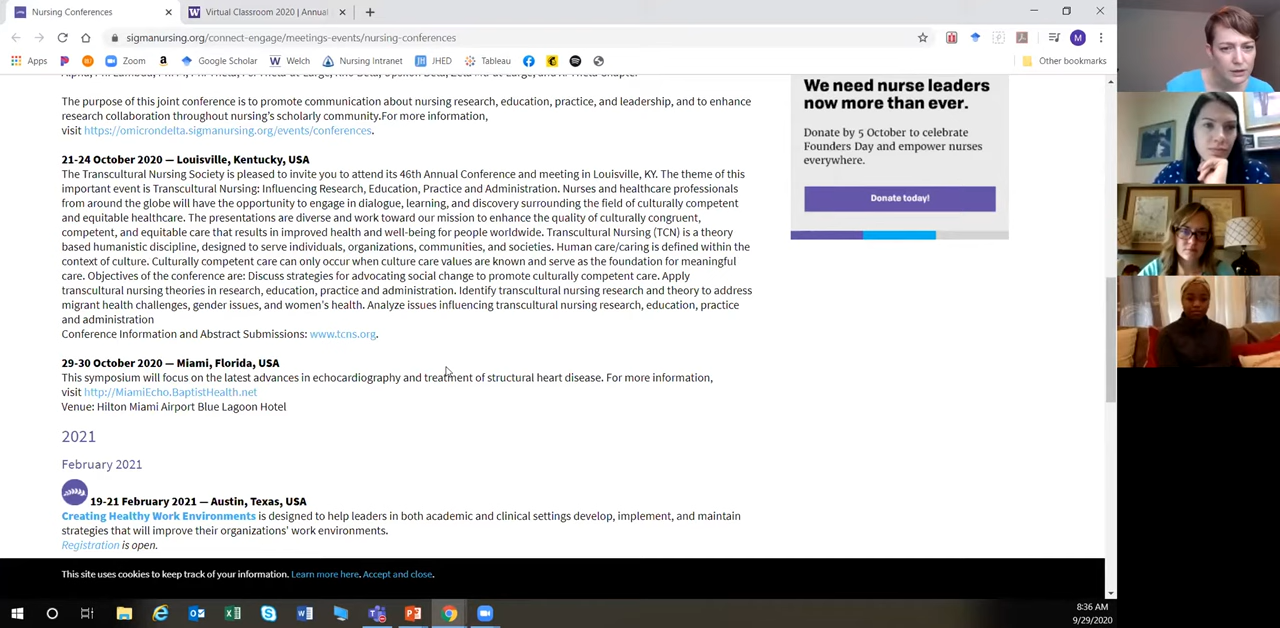 Nursing Conferences
Virtual Classroom 2020 | Annual
sigmanursing.org/connect-engage/meetings-events/nursing-conferences
Apps
Zoom
Google Scholar
Welch
Nursing Intranet
JHED
Tableau
Other bookmarks
The purpose of this joint conference is to promote communication about nursing research, education, practice, and leadership, and to enhance
research collaboration throughout nursing's scholarly community.For more information,
visit https://omicrondelta.sigmanursing.org/events/conferences.
21-24 October 2020 — Louisville, Kentucky, USA
The Transcultural Nursing Society is pleased to invite you to attend its 46th Annual Conference and meeting in Louisville, KY. The theme of this
important event is Transcultural Nursing: Influencing Research, Education, Practice and Administration. Nurses and healthcare professionals
from around the globe will have the opportunity to engage in dialogue, learning, and discovery surrounding the field of culturally competent
and equitable healthcare. The presentations are diverse and work toward our mission to enhance the quality of culturally congruent,
competent, and equitable care that results in improved health and well-being for people worldwide. Transcultural Nursing (TCN) is a theory
based humanistic discipline, designed to serve individuals, organizations, communities, and societies. Human care/caring is defined within the
context of culture. Culturally competent care can only occur when culture care values are known and serve as the foundation for meaningful
care. Objectives of the conference are: Discuss strategies for advocating social change to promote culturally competent care. Apply
transcultural nursing theories in research, education, practice and administration. Identify transcultural nursing research and theory to address
migrant health challenges, gender issues, and women's health. Analyze issues influencing transcultural nursing research, education, practice
and administration
Conference Information and Abstract Submissions: www.tcns.org.
29-30 October 2020 — Miami, Florida, USA
This symposium will focus on the latest advances in echocardiography and treatment of structural heart disease. For more information,
visit http://MiamiEcho.BaptistHealth.net
Venue: Hilton Miami Airport Blue Lagoon Hotel
2021
February 2021
19-21 February 2021 — Austin, Texas, USA
Creating Healthy Work Environments is designed to help leaders in both academic and clinical settings develop, implement, and maintain
strategies that will improve their organizations' work environments.
Registration is open.
We need nurse leaders
now more than ever.
Donate by 5 October to celebrate
Founders Day and empower nurses
everywhere.
Donate today!
This site uses cookies to keep track of your information. Learn more here. Accept and close.
8:36 AM
9/29/2020